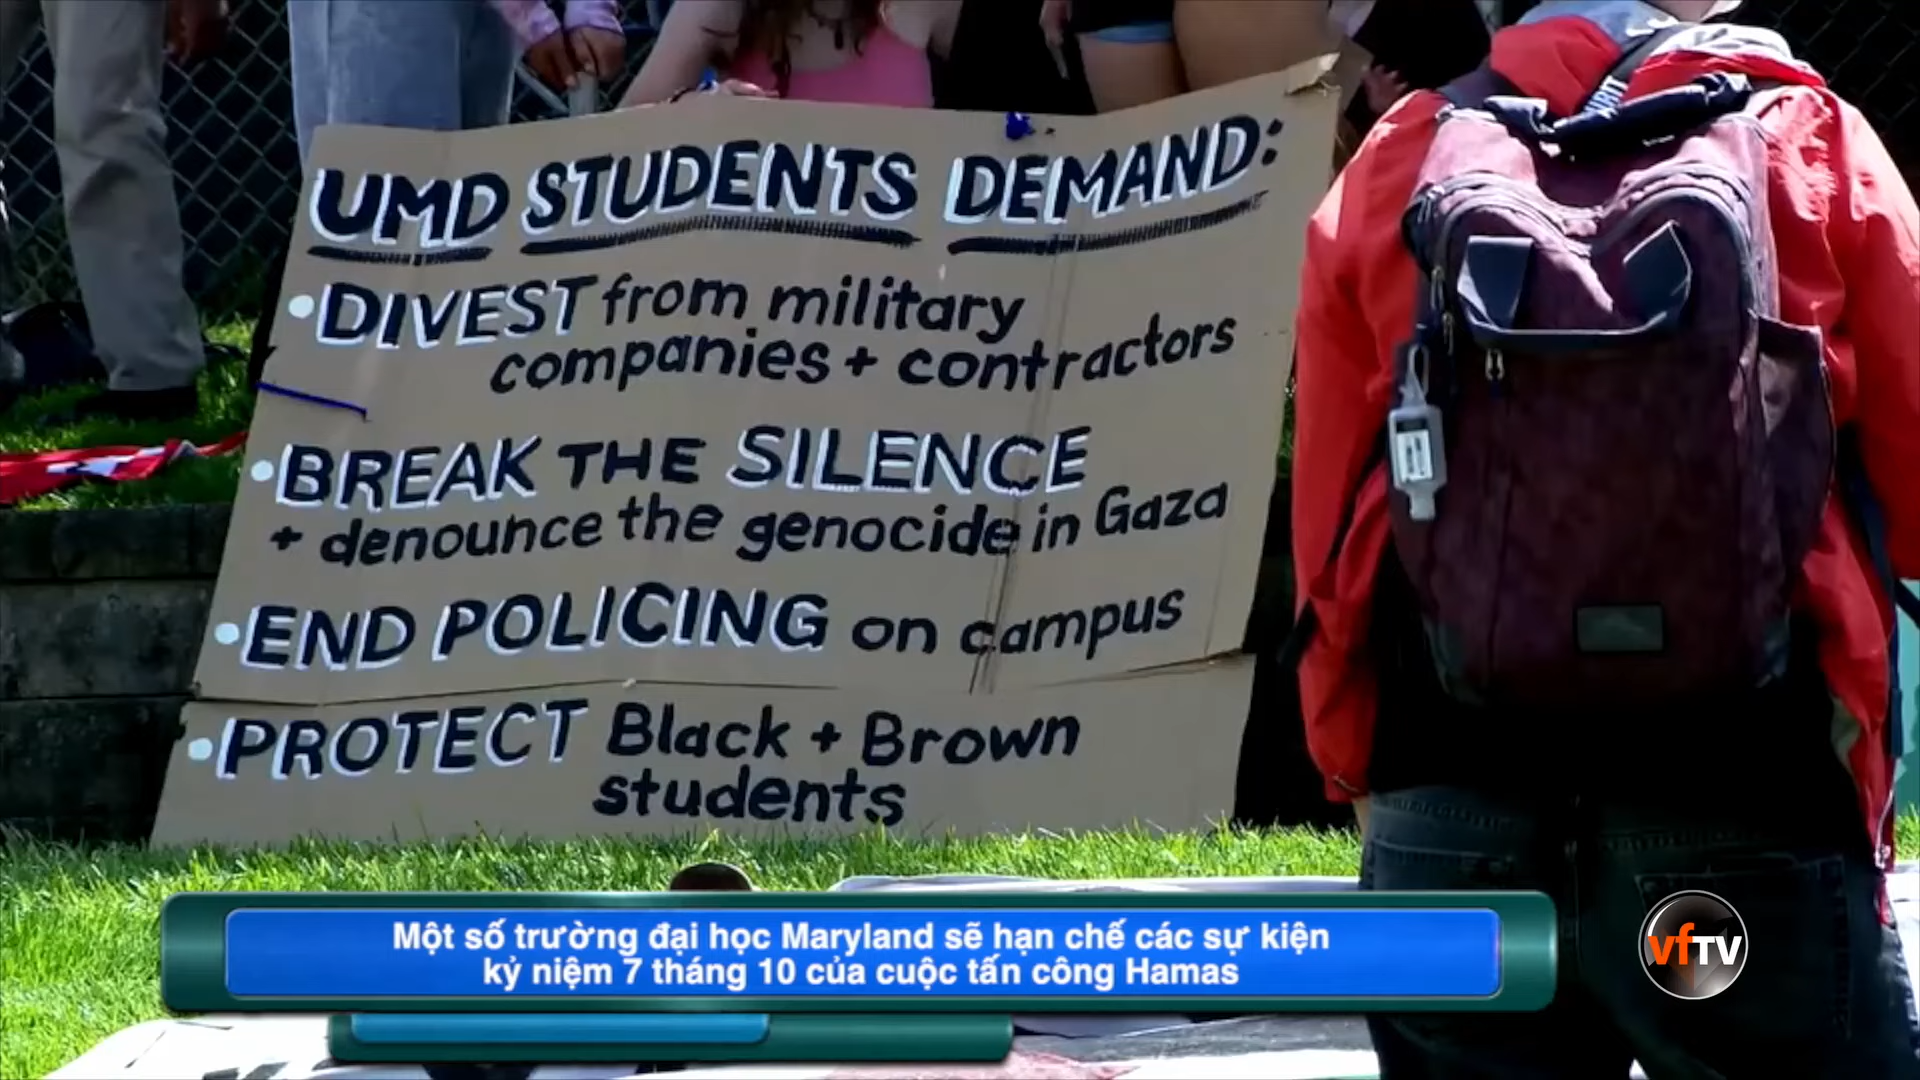 UMD STUDENTS DEMAND:
•DIVEST from military
companies + contractors
•BREAK THE SILENCE
+ denounce the genocide in Gaza
•END POLICING on campus
•PROTECT Black + Brown
students
Một số trường đại học Maryland sẽ hạn chế các sự kiện
kỷ niệm 7 tháng 10 của cuộc tấn công Hamas
vfTV